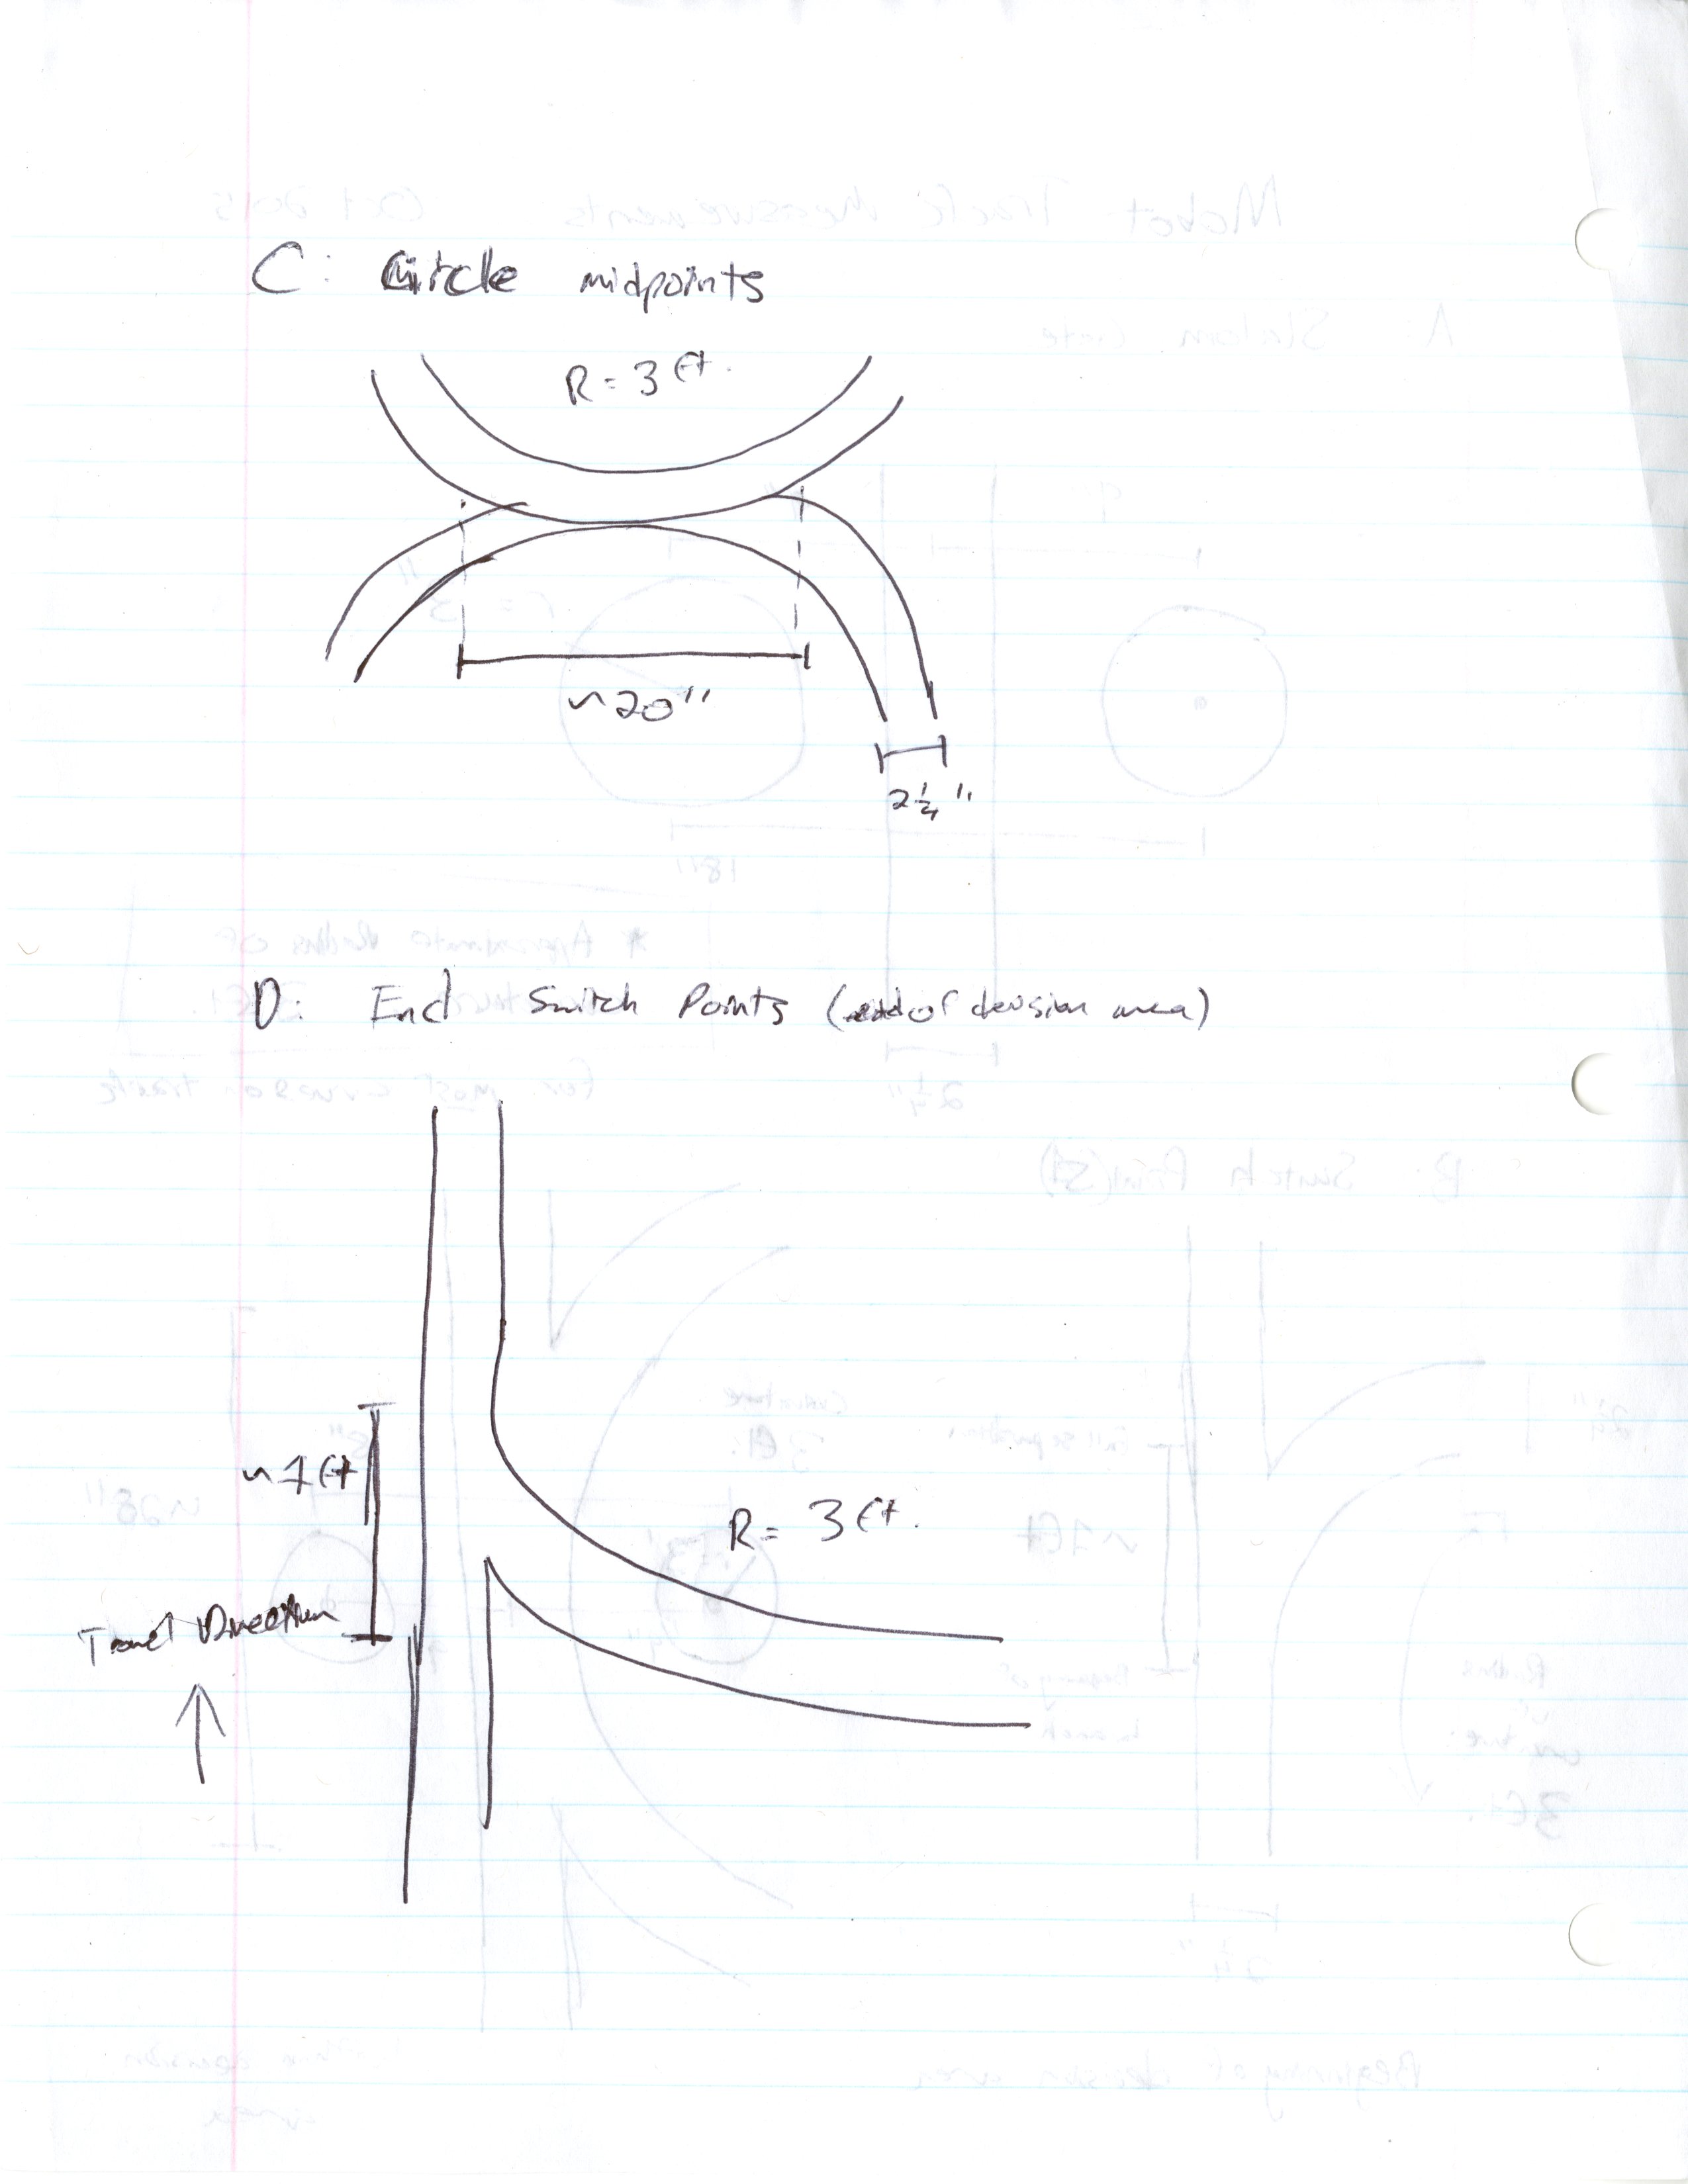 C: Circle midpoints
R = 3 ft.
~20"
2 1/4"
D: End Switch Points (end of decision area)
~1 ft
R = 3 ft.
Travel Direction